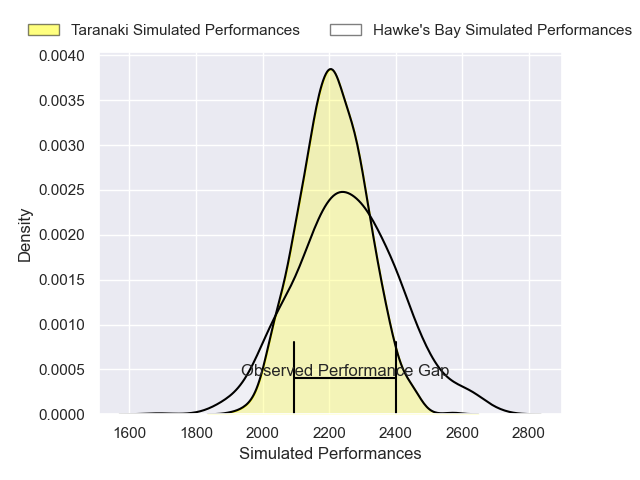 Taranaki Simulated Performances
Hawke's Bay Simulated Performances
0.0040
0.0035
0.0030
0.0025
0.0020
0.0015
0.0010
0.0005
0.0000
Density
Observed Performance Gap
1600 1800 2000 2200 2400 2600 2800
Simulated Performances